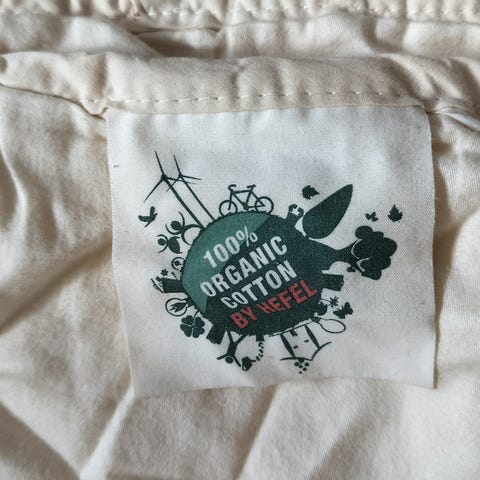 100%
ORGANIC
COTTON
BY HEFEL